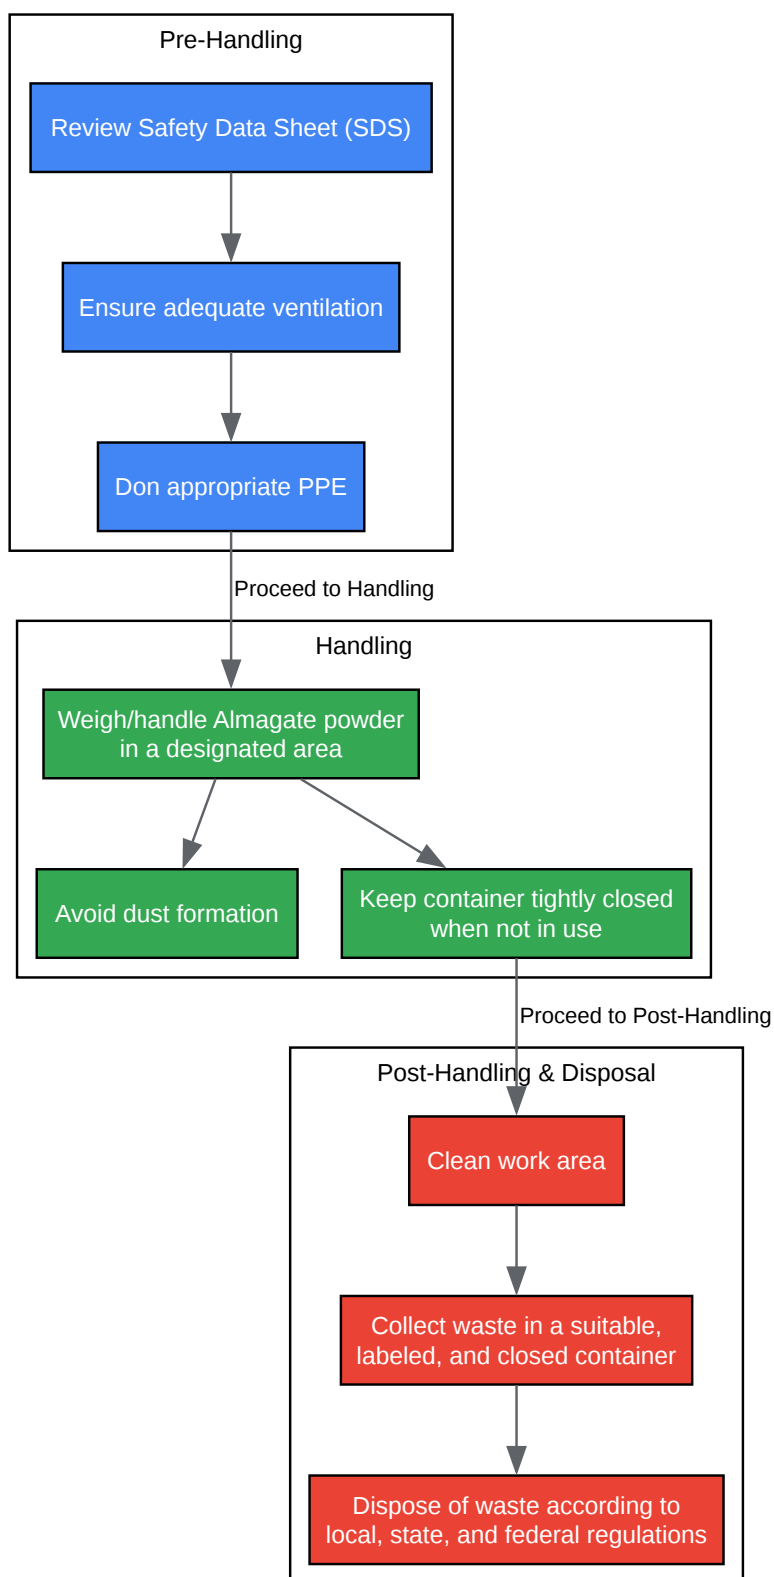 Pre-Handling
Review Safety Data Sheet (SDS)
Ensure adequate ventilation
Don appropriate PPE
Proceed to Handling
Handling
Weigh/handle Almagate powder
in a designated area
Avoid dust formation
Keep container tightly closed
when not in use
Proceed to Post-Handling
Post-Handling & Disposal
Clean work area
Collect waste in a suitable,
labeled, and closed container
Dispose of waste according to
local, state, and federal regulations